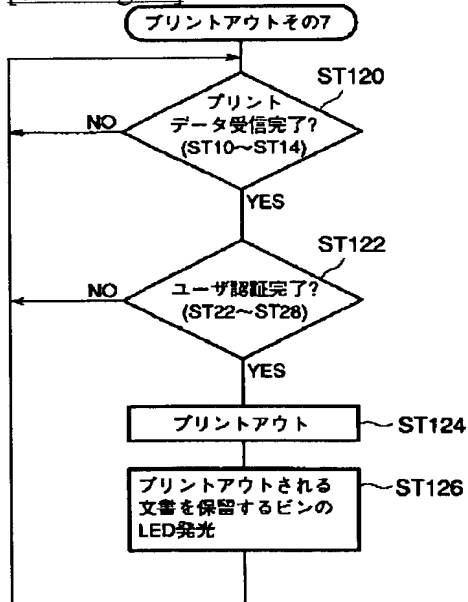 プリントアウトその7
ST120
プリント
データ受信完了?
(ST10～ST14)
NO
YES
ST122
ユーザ認証完了?
(ST22～ST28)
NO
YES
プリントアウト
ST124
プリントアウトされる
文書を保留するビンの
LED発光
ST126